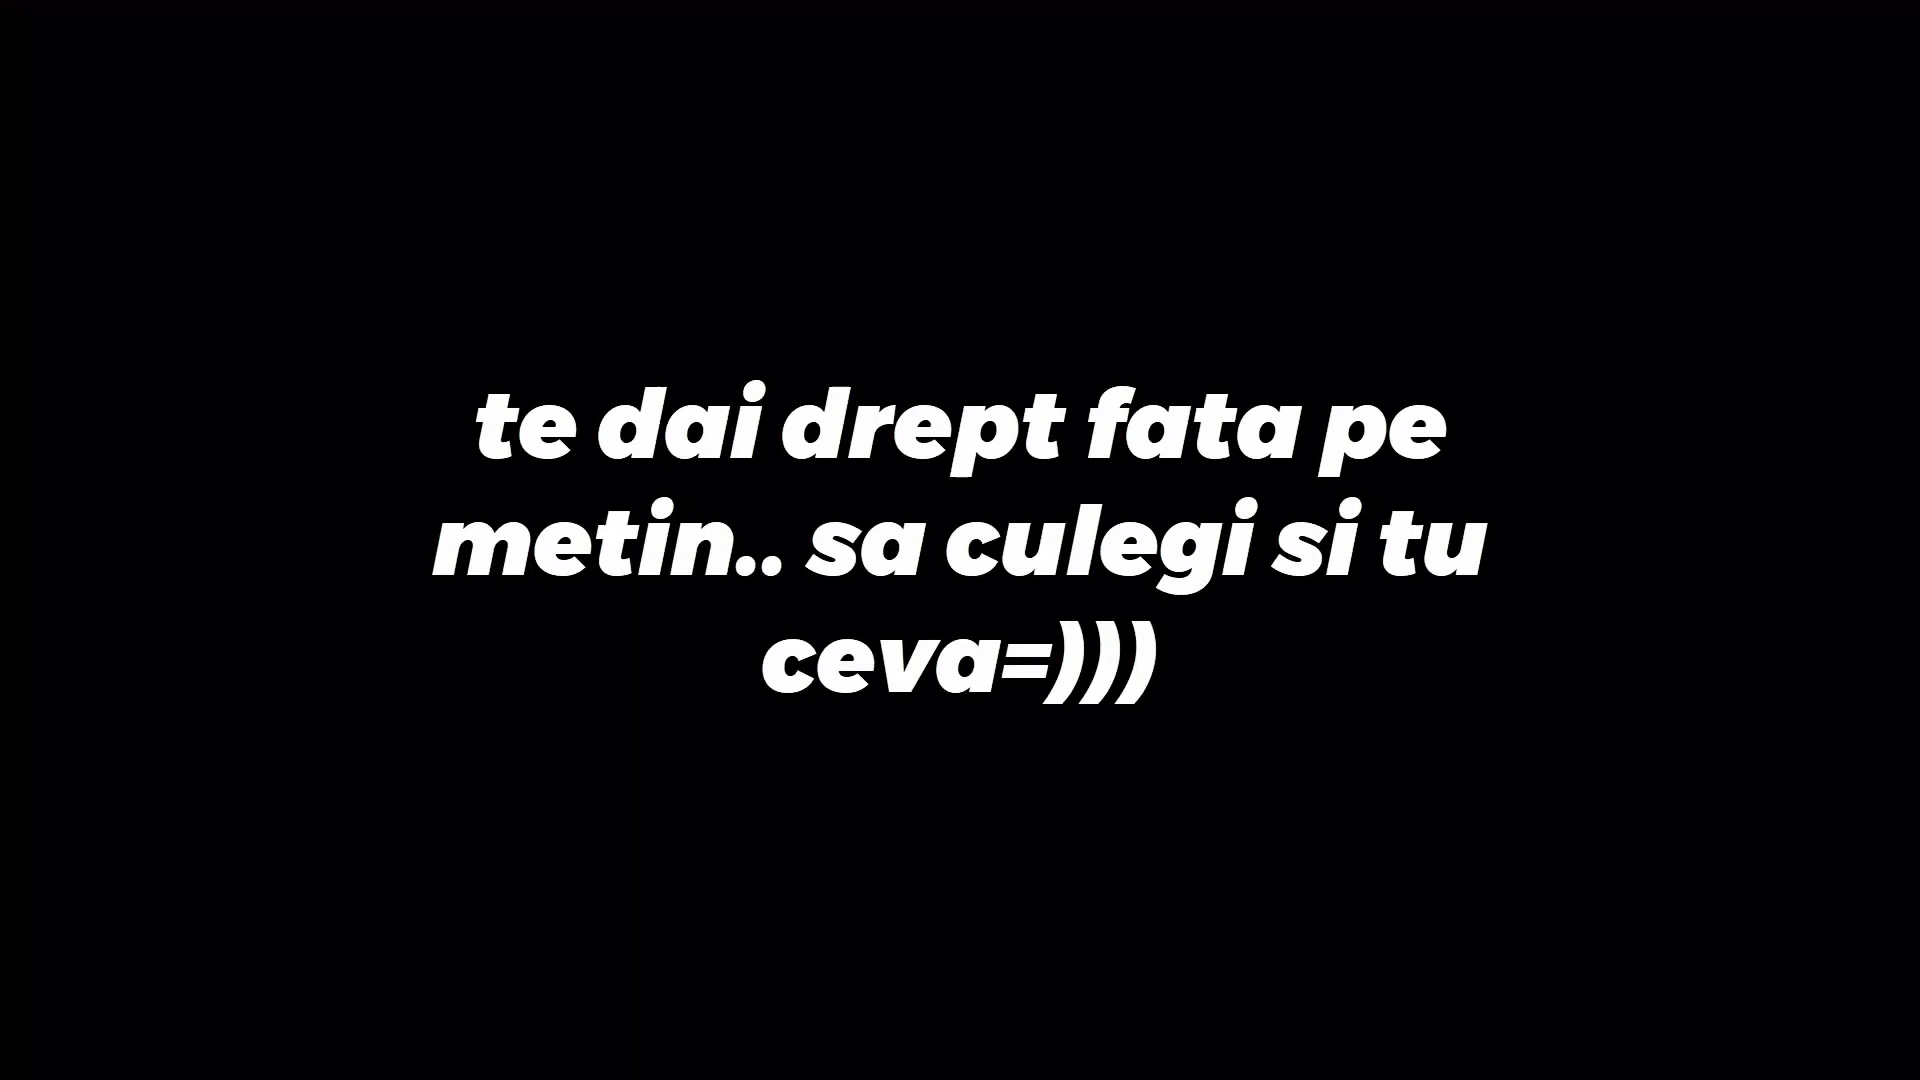 te dai drept fata pe
metin.. sa culegi si tu
ceva=)))